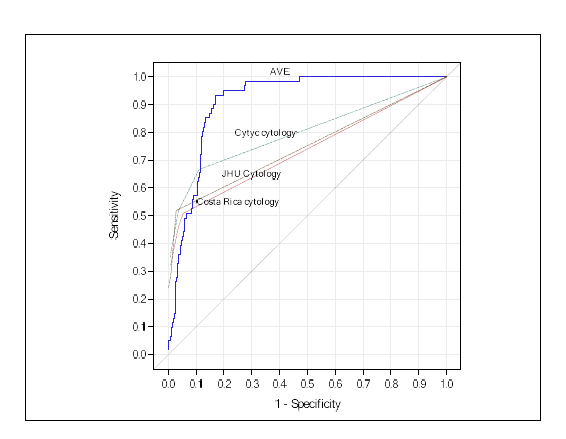 AVE
1.0
0.9
0.8
0.7
0.6
0.5
0.4
0.3
0.2
0.1
0.0
Cytyc cytology
JHU Cytology
Costa Rica cytology
Sensitivity
0.0 0.1 0.2 0.3 0.4 0.5 0.6 0.7 0.8 0.9 1.0
1 - Specificity